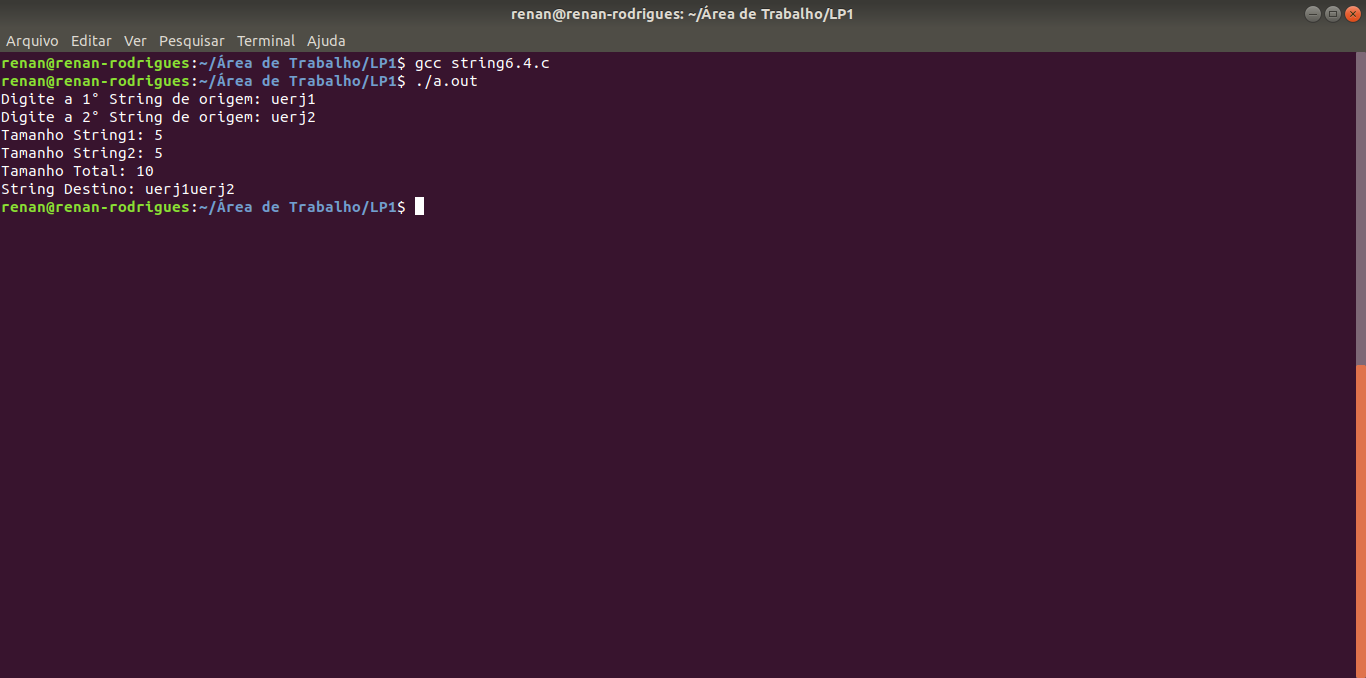 renan@renan-rodrigues: ~/Área de Trabalho/LP1
Arquivo Editar Ver Pesquisar Terminal Ajuda
renan@renan-rodrigues:~/Área de Trabalho/LP1$ gcc string6.4.c
renan@renan-rodrigues:~/Área de Trabalho/LP1$ ./a.out
Digite a 1° String de origem: uerj1
Digite a 2° String de origem: uerj2
Tamanho String1: 5
Tamanho String2: 5
Tamanho Total: 10
String Destino: uerj1uerj2
renan@renan-rodrigues:~/Área de Trabalho/LP1$